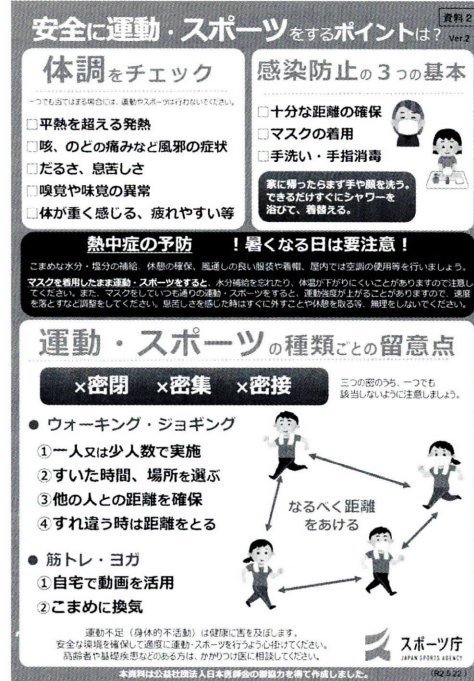 資料2
Ver.2
安全に運動・スポーツをするポイントは?
体調をチェック
一つでも当てはまる場合には、運動やスポーツは行わないでください。
□平熱を超える発熱
□咳、のどの痛みなど風邪の症状
□だるさ、息苦しさ
□嗅覚や味覚の異常
□体が重く感じる、疲れやすい等
感染防止の3つの基本
□十分な距離の確保
□マスクの着用
□手洗い・手指消毒
家に帰ったらまず手や顔を洗う。
できるだけすぐにシャワーを
浴びて、着替える。
熱中症の予防 !暑くなる日は要注意!
こまめな水分・塩分の補給、休憩の確保、風通しの良い服装や着帽、屋内では空調の使用等を行いましょう。
マスクを着用したまま運動・スポーツをすると、水分補給を忘れたり、体温が下がりにくいことがありますので注意し
てください。また、マスクをしていつも通りの運動・スポーツをすると、運動強度が上がることがありますので、速度
を落とすなど調整をしてください。息苦しさを感じた時はすぐに外すことや休憩を取る等、無理をしないでください。
運動・スポーツの種類ごとの留意点
×密閉 ×密集 ×密接
三つの密のうち、一つでも
該当しないように注意しましょう。
● ウォーキング・ジョギング
①一人又は少人数で実施
②すいた時間、場所を選ぶ
③他の人との距離を確保
④すれ違う時は距離をとる
なるべく距離
をあける
● 筋トレ・ヨガ
①自宅で動画を活用
②こまめに換気
運動不足(身体的不活動)は健康に害を及ぼします。
安全な環境を確保して適度に運動・スポーツを行うよう心掛けてください。
高齢者や基礎疾患などのある方は、かかりつけ医に相談してください。
スポーツ庁
JAPAN SPORTS AGENCY
本資料は公益社団法人日本医師会の御協力を得て作成しました。
(R2.5.22)